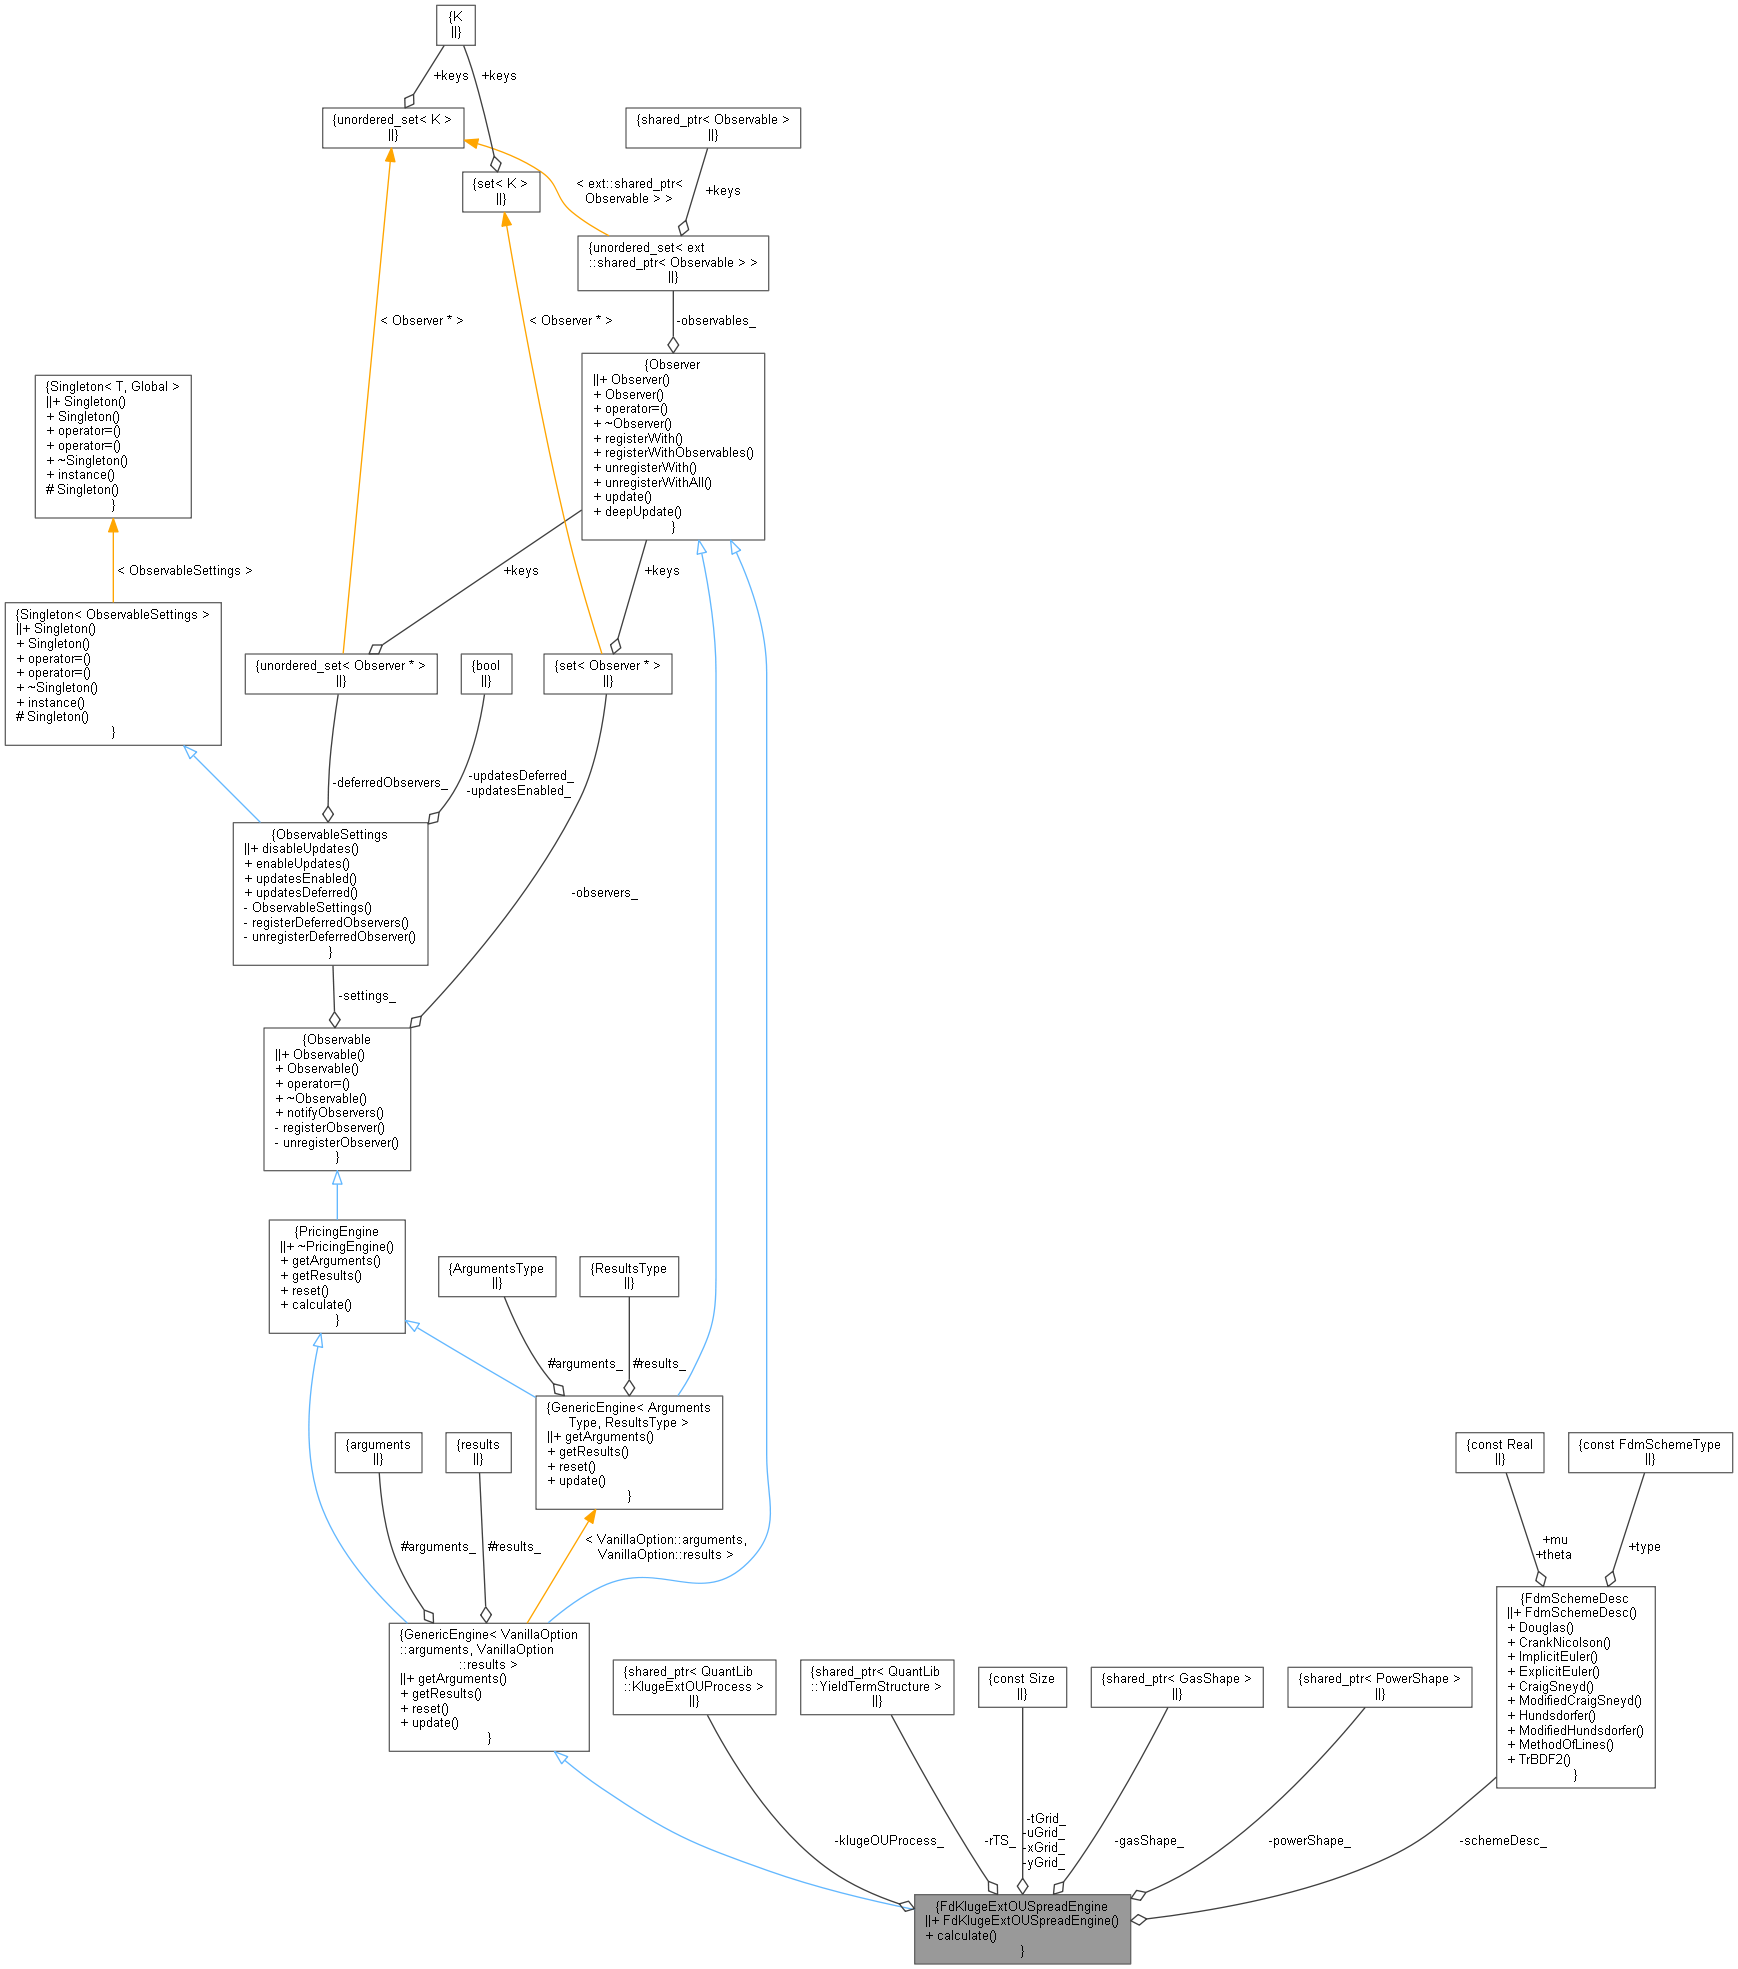 {K
||}
+keys
+keys
{unordered_set< K >
||}
{shared_ptr< Observable >
||}
{set< K >
||}
< ext::shared_ptr<
Observable > >
+keys
{unordered_set< ext
::shared_ptr< Observable > >
||}
< Observer * >
< Observer * >
-observables_
{Observer
||+ Observer()
+ Observer()
+ operator=()
+ ~Observer()
+ registerWith()
+ registerWithObservables()
+ unregisterWith()
+ unregisterWithAll()
+ update()
+ deepUpdate()
}
{Singleton< T, Global >
||+ Singleton()
+ Singleton()
+ operator=()
+ operator=()
+ ~Singleton()
+ instance()
# Singleton()
}
< ObservableSettings >
+keys
+keys
{Singleton< ObservableSettings >
||+ Singleton()
+ Singleton()
+ operator=()
+ operator=()
+ ~Singleton()
+ instance()
# Singleton()
}
{unordered_set< Observer * >
||}
{bool
||}
{set< Observer * >
||}
-deferredObservers_
-updatesDeferred_
-updatesEnabled_
{ObservableSettings
||+ disableUpdates()
+ enableUpdates()
+ updatesEnabled()
+ updatesDeferred()
- ObservableSettings()
- registerDeferredObservers()
- unregisterDeferredObserver()
}
-observers_
-settings_
{Observable
||+ Observable()
+ Observable()
+ operator=()
+ ~Observable()
+ notifyObservers()
- registerObserver()
- unregisterObserver()
}
{PricingEngine
||+ ~PricingEngine()
+ getArguments()
+ getResults()
+ reset()
+ calculate()
}
{ArgumentsType
||}
{ResultsType
||}
#arguments_
#results_
{GenericEngine< Arguments
Type, ResultsType >
||+ getArguments()
+ getResults()
+ reset()
+ update()
}
{arguments
||}
{results
||}
{const Real
||}
{const FdmSchemeType
||}
#arguments_
#results_
< VanillaOption::arguments,
VanillaOption::results >
+mu
+theta
+type
{FdmSchemeDesc
||+ FdmSchemeDesc()
+ Douglas()
+ CrankNicolson()
+ ImplicitEuler()
+ ExplicitEuler()
+ CraigSneyd()
+ ModifiedCraigSneyd()
+ Hundsdorfer()
+ ModifiedHundsdorfer()
+ MethodOfLines()
+ TrBDF2()
}
{GenericEngine< VanillaOption
::arguments, VanillaOption
::results >
||+ getArguments()
+ getResults()
+ reset()
+ update()
}
{shared_ptr< QuantLib
::KlugeExtOUProcess >
||}
{shared_ptr< QuantLib
::YieldTermStructure >
||}
{const Size
||}
{shared_ptr< GasShape >
||}
{shared_ptr< PowerShape >
||}
-klugeOUProcess_
-rTS_
-tGrid_
-uGrid_
-xGrid_
-yGrid_
-gasShape_
-powerShape_
-schemeDesc_
{FdKlugeExtOUSpreadEngine
||+ FdKlugeExtOUSpreadEngine()
+ calculate()
}